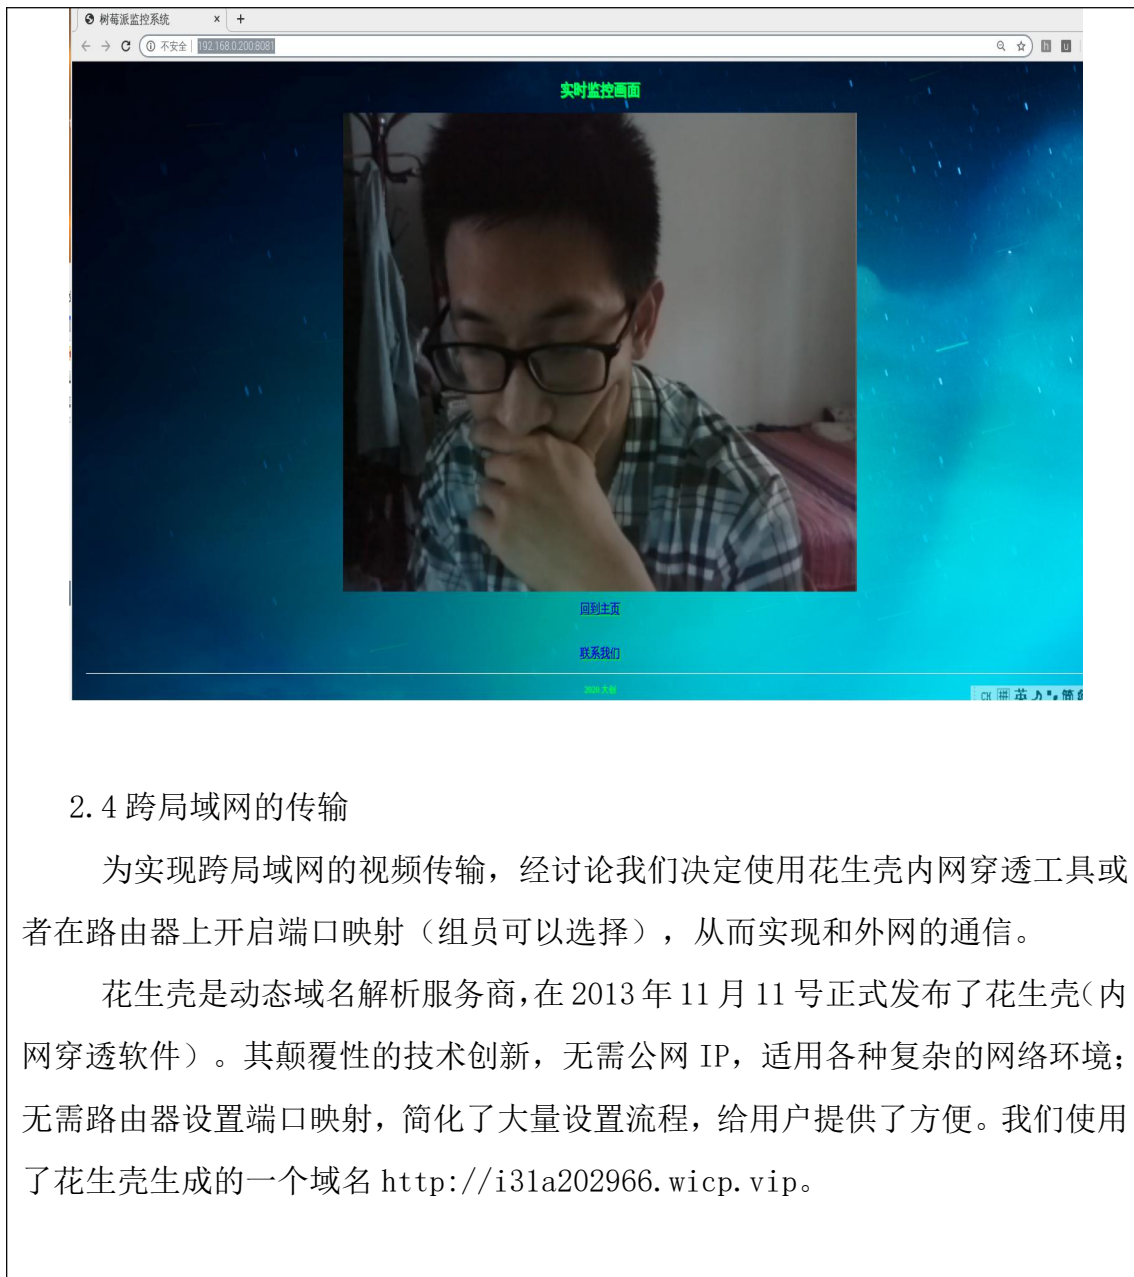 树莓派监控系统 × +
不安全 | 192.168.0.200:8081
实时监控画面
回到主页
联系我们
2020 大创
CH 拼 英 简
2.4 跨局域网的传输
为实现跨局域网的视频传输，经讨论我们决定使用花生壳内网穿透工具或
者在路由器上开启端口映射（组员可以选择），从而实现和外网的通信。
花生壳是动态域名解析服务商，在 2013 年 11 月 11 号正式发布了花生壳（内
网穿透软件）。其颠覆性的技术创新，无需公网 IP，适用各种复杂的网络环境；
无需路由器设置端口映射，简化了大量设置流程，给用户提供了方便。我们使用
了花生壳生成的一个域名 http://i31a202966.wicp.vip。